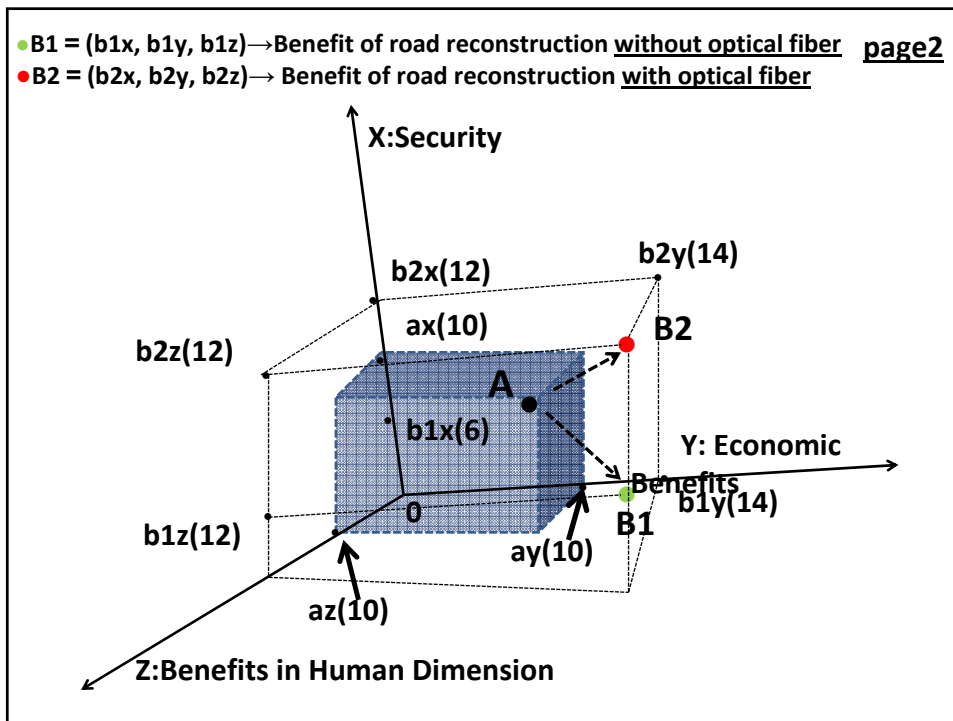 B1 = (b1x, b1y, b1z)→Benefit of road reconstruction without optical fiber
page2
B2 = (b2x, b2y, b2z)→ Benefit of road reconstruction with optical fiber
X:Security
b2y(14)
b2x(12)
ax(10)
B2
b2z(12)
A
b1x(6)
Y: Economic
Benefits
0
b1y(14)
b1z(12)
B1
ay(10)
az(10)
Z:Benefits in Human Dimension